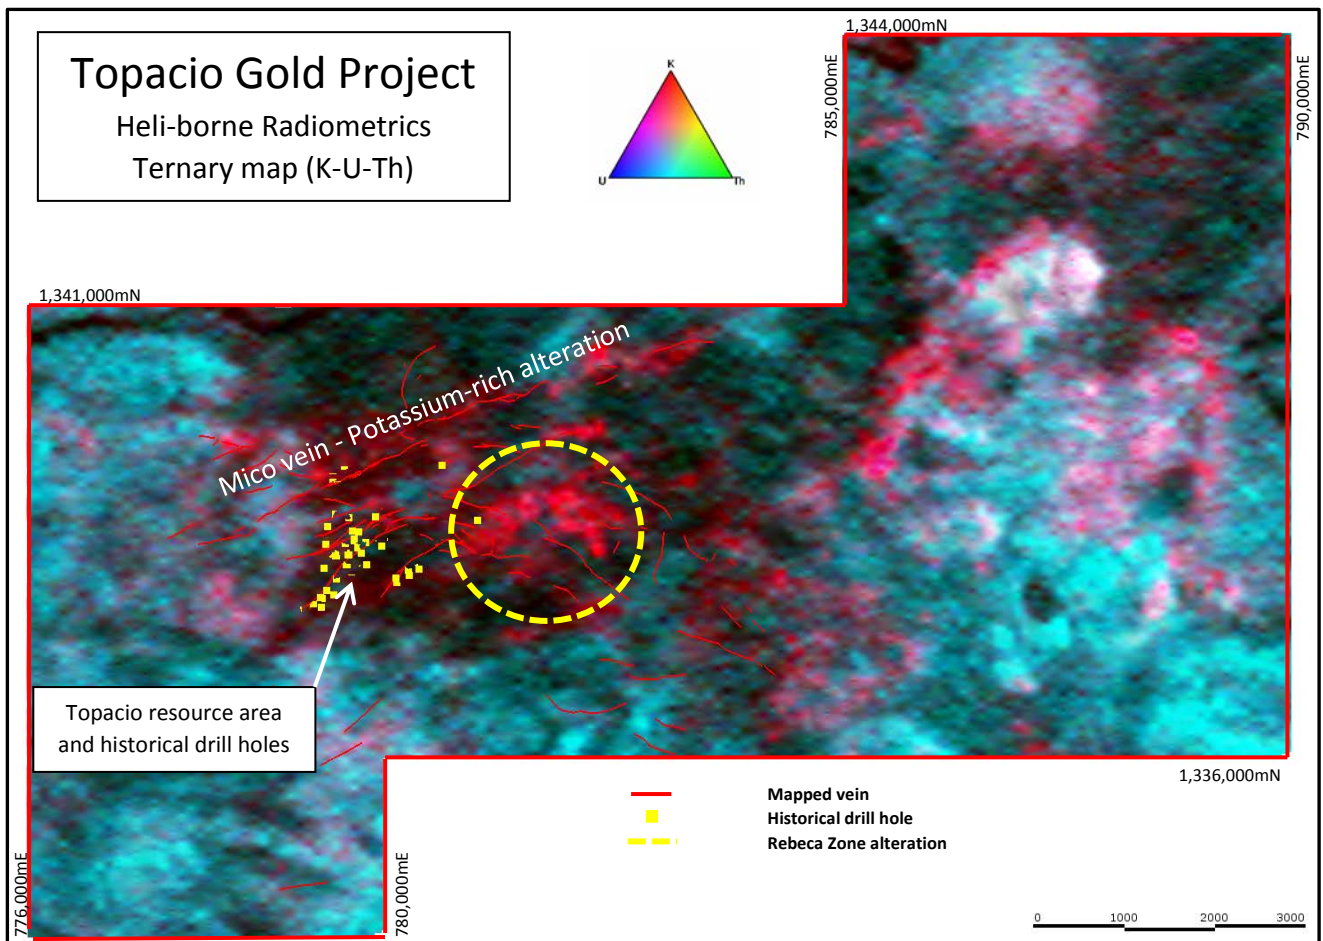 Topacio Gold Project
Heli-borne Radiometrics
Ternary map (K-U-Th)
K
U
Th
1,344,000mN
785,000mE
790,000mE
1,341,000mN
Mico vein - Potassium-rich alteration
Topacio resource area
and historical drill holes
776,000mE
780,000mE
1,336,000mN
Mapped vein
Historical drill hole
Rebeca Zone alteration
0 1000 2000 3000